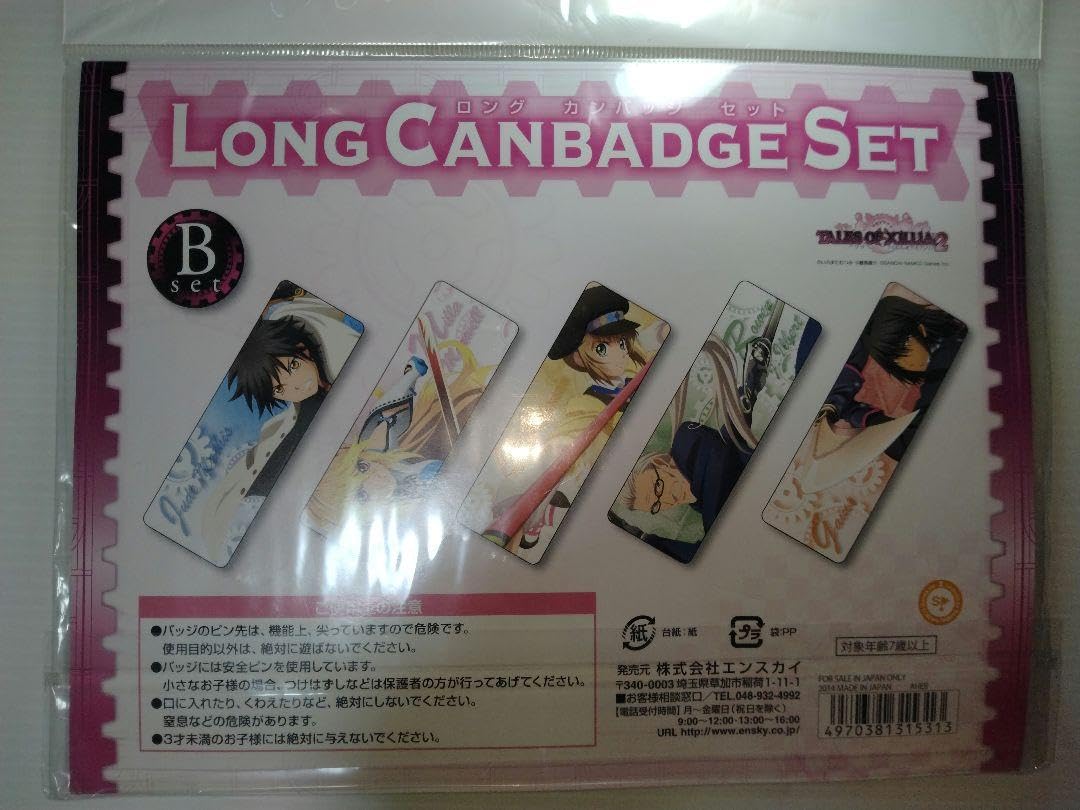 ロング カンバッジ セット
LONG CANBADGE SET
B
set
TALES OF XILLIA 2
Jude Mathis
Milla
Rowen
Gaius
ご使用上の注意
●バッジのピン先は、機能上、尖っていますので危険です。
使用目的以外は、絶対に遊ばないでください。
●バッジには安全ピンを使用しています。
小さなお子様の場合、つけはずしなどは保護者の方が行ってあげてください。
●口に入れたり、くわえたりなど、絶対にしないでください。
窒息などの危険があります。
●3才未満のお子様には絶対に与えないでください。
紙 台紙:紙
プラ 袋:PP
対象年齢7歳以上
発売元 株式会社エンスカイ
〒340-0003 埼玉県草加市稲荷1-11-1
■お客様相談窓口/TEL.048-932-4992
【電話受付時間】月~金曜日(祝日を除く)
9:00~12:00・13:00~16:00
URL http://www.ensky.co.jp/
FOR SALE IN JAPAN ONLY
2014 MADE IN JAPAN
4970381315313